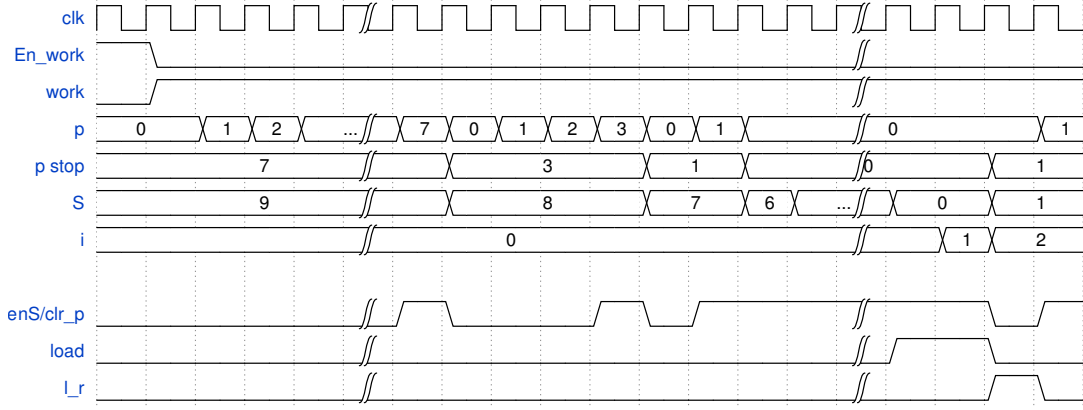 clk
En_work
work
p 0 1 2 ... 7 0 1 2 3 0 1 0 1
p stop 7 3 1 0 1
S 9 8 7 6 ... 0 1
i 0 1 2
enS/clr_p
load
l_r